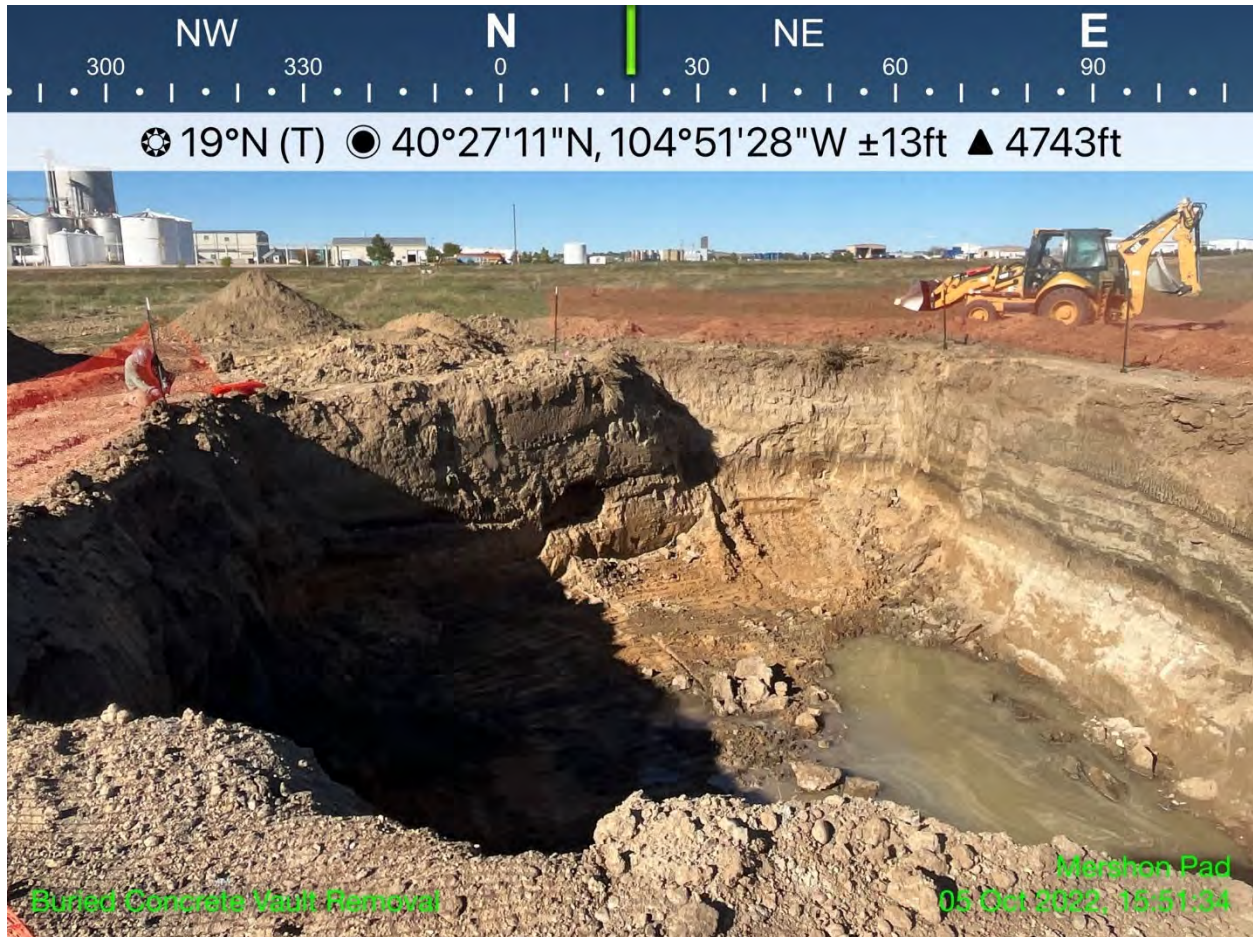 NW N NE E
300 330 0 30 60 90
19°N (T) 40°27'11"N, 104°51'28"W ±13ft ▲ 4743ft
Mershon Pad
Buried Concrete Vault Removal 05 Oct 2022, 15:51:34